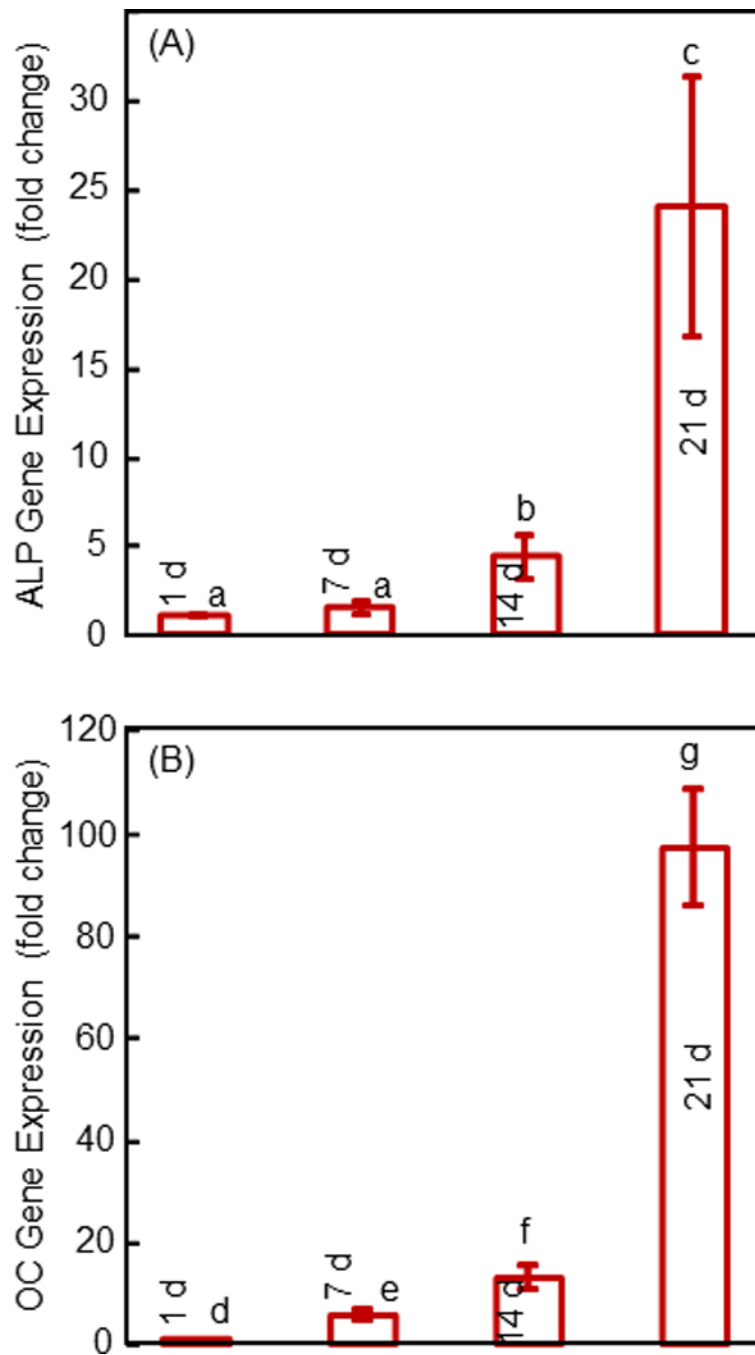 (A)
ALP Gene Expression (fold change)
30
25
20
15
10
5
0
1 d
a
7 d
a
14 d
b
21 d
c
(B)
OC Gene Expression (fold change)
120
100
80
60
40
20
0
1 d
d
7 d
e
14 d
f
21 d
g